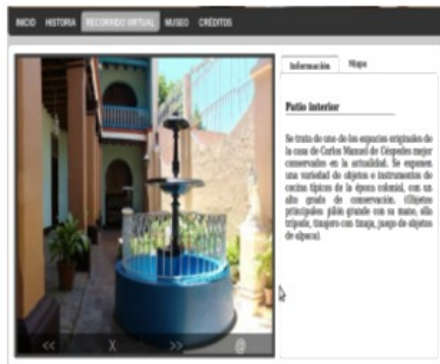 INICIO HISTORIA RECORRIDO VIRTUAL MUSEO CRÉDITOS
Información Mapa
Patio interior
Se trata de uno de los espacios originales de
la casa de Carlos Manuel de Céspedes mejor
conservados en la actualidad. Se exponen
una variedad de objetos e instrumentos de
cocina típicos de la época colonial, con un
alto grado de conservación. (Objetos
principales: pilón grande con su mano, olla
trípode, tinajero con tinaja, juego de objetos
de alpaca).
<< X >> @